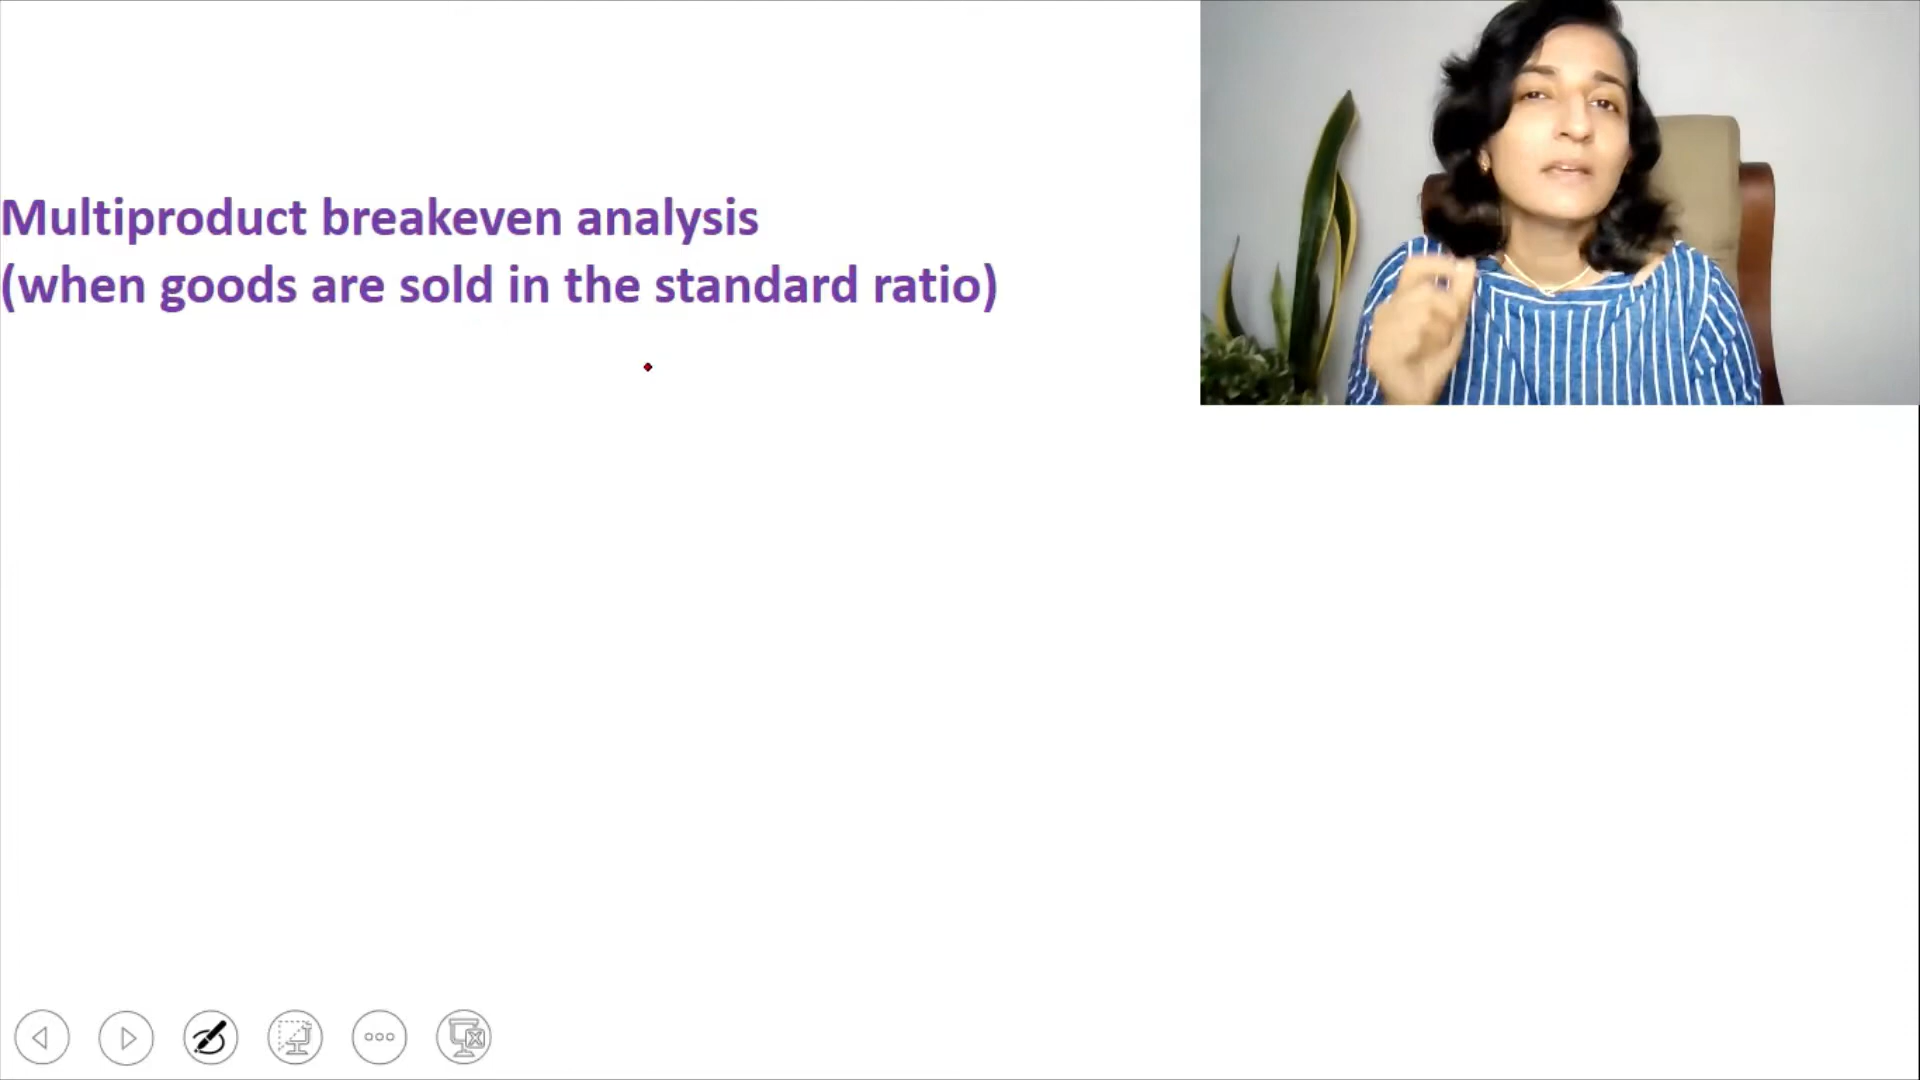 Multiproduct breakeven analysis
(when goods are sold in the standard ratio)